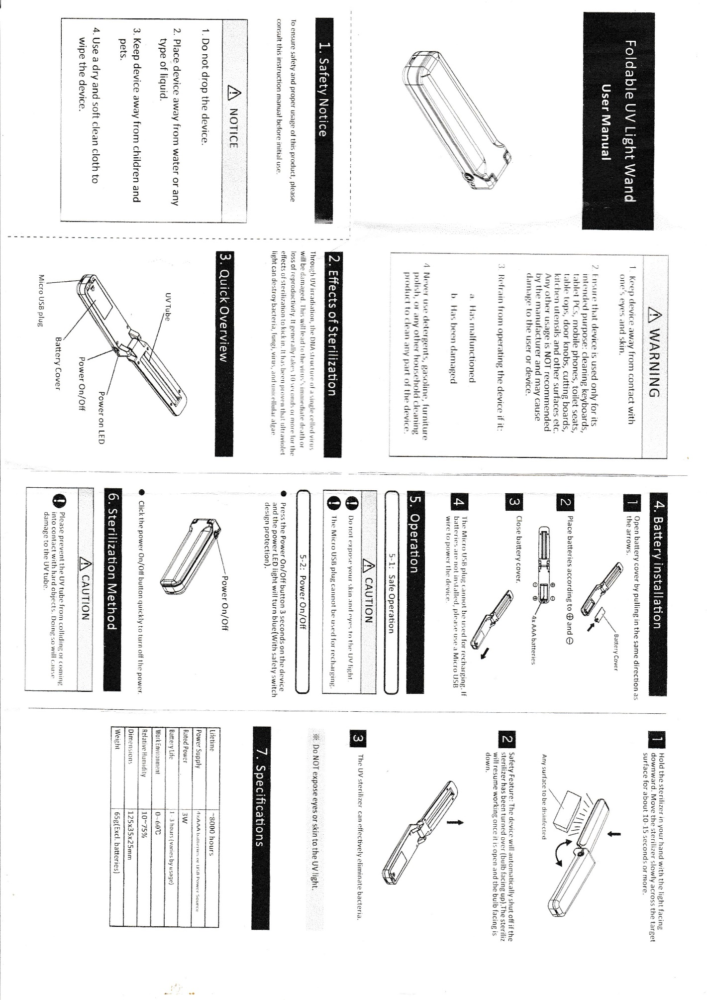 Foldable UV Light Wand
User Manual
1. Safety Notice
To ensure safety and proper usage of this product, please
consult this instruction manual before initial use.
NOTICE
1. Do not drop the device.
2. Place device away from water or any
type of liquid.
3. Keep device away from children and
pets.
4. Use a dry and soft clean cloth to
wipe the device.
WARNING
1. Keep device away from contact with
one's eyes and skin.
2 Ensure that device is used only for its
intended purpose: cleaning keyboards,
tablet PCs, mobile phones, toilet seats,
table tops, door knobs, cutting boards,
kitchen utensils and other surfaces etc.
Any other usage is NOT recommended
by the manufacturer and may cause
damage to the user or device.
3 Refrain from operating the device if it:
a. Has malfunctioned
b. Has been damaged
4 Never use detergents, gasoline, furniture
polish, or any other household cleaning
product to clean any part of the device.
2. Effects of Sterilization
Through UV irradiation, the DNA structure of a single celled virus
will be damaged. This will lead to the virus's immediate death or
loss of reproductivity. It generally takes 10 seconds or more for the
effects of sterilization to kick in. It has been proven that ultraviolet
light can destroy bacteria, fungi, virus, and unicellular algae
3. Quick Overview
UV Tube
Power on LED
Power On/Off
Battery Cover
Micro USB plug
4. Battery installation
1 Open battery cover by pulling in the same direction as
the arrows.
Battery Cover
2 Place batteries according to ⊕ and ⊖
⊕ ⊖
⊖ ⊕
4x AAA batteries
3 Close battery cover.
4 The Micro USB plug cannot be used for recharging. If
batteries are not installed, please use a Micro USB
wire to power the device.
5. Operation
5-1: Safe Operation
CAUTION
Do not expose your skin and eyes to the UV light.
The Micro USB plug cannot be used for recharging.
5-2: Power On/Off
● Press the Power On/Off button 3 seconds on the device
and the power LED light will turn blue(With safety switch
design protection).
Power On/Off
● Click the power On/Off button quickly to turn off the power.
6. Sterilization Method
CAUTION
Please prevent the UV tube from colliding or coming
into contact with hard objects. Doing so will cause
damage to the UV tube.
1 Hold the sterilizer in your hand with the light facing
downward. Move the sterilizer slowly across the target
surface for about 10-15 seconds or more.
Any surface to be disinfected
2 Safety Feature: The device will automatically shut off if the
sterilizer has been turned over (bulb facing up).The steriliz
will resume working once it is open and the bulb facing is
down.
3 The UV sterilizer can effectively eliminate bacteria.
※ Do NOT expose eyes or skin to the UV light.
7. Specifications
Lifetime ~8000 hours
Power Supply 4xAAA batteries or USB Power Source
Rated Power 3W
Battery Life 1-3 hours (varies by usage)
Work Environment 0~60℃
Relative Humidity 10~75%
Dimensions 125x35x25mm
Weight 65g(Excl. batteries)